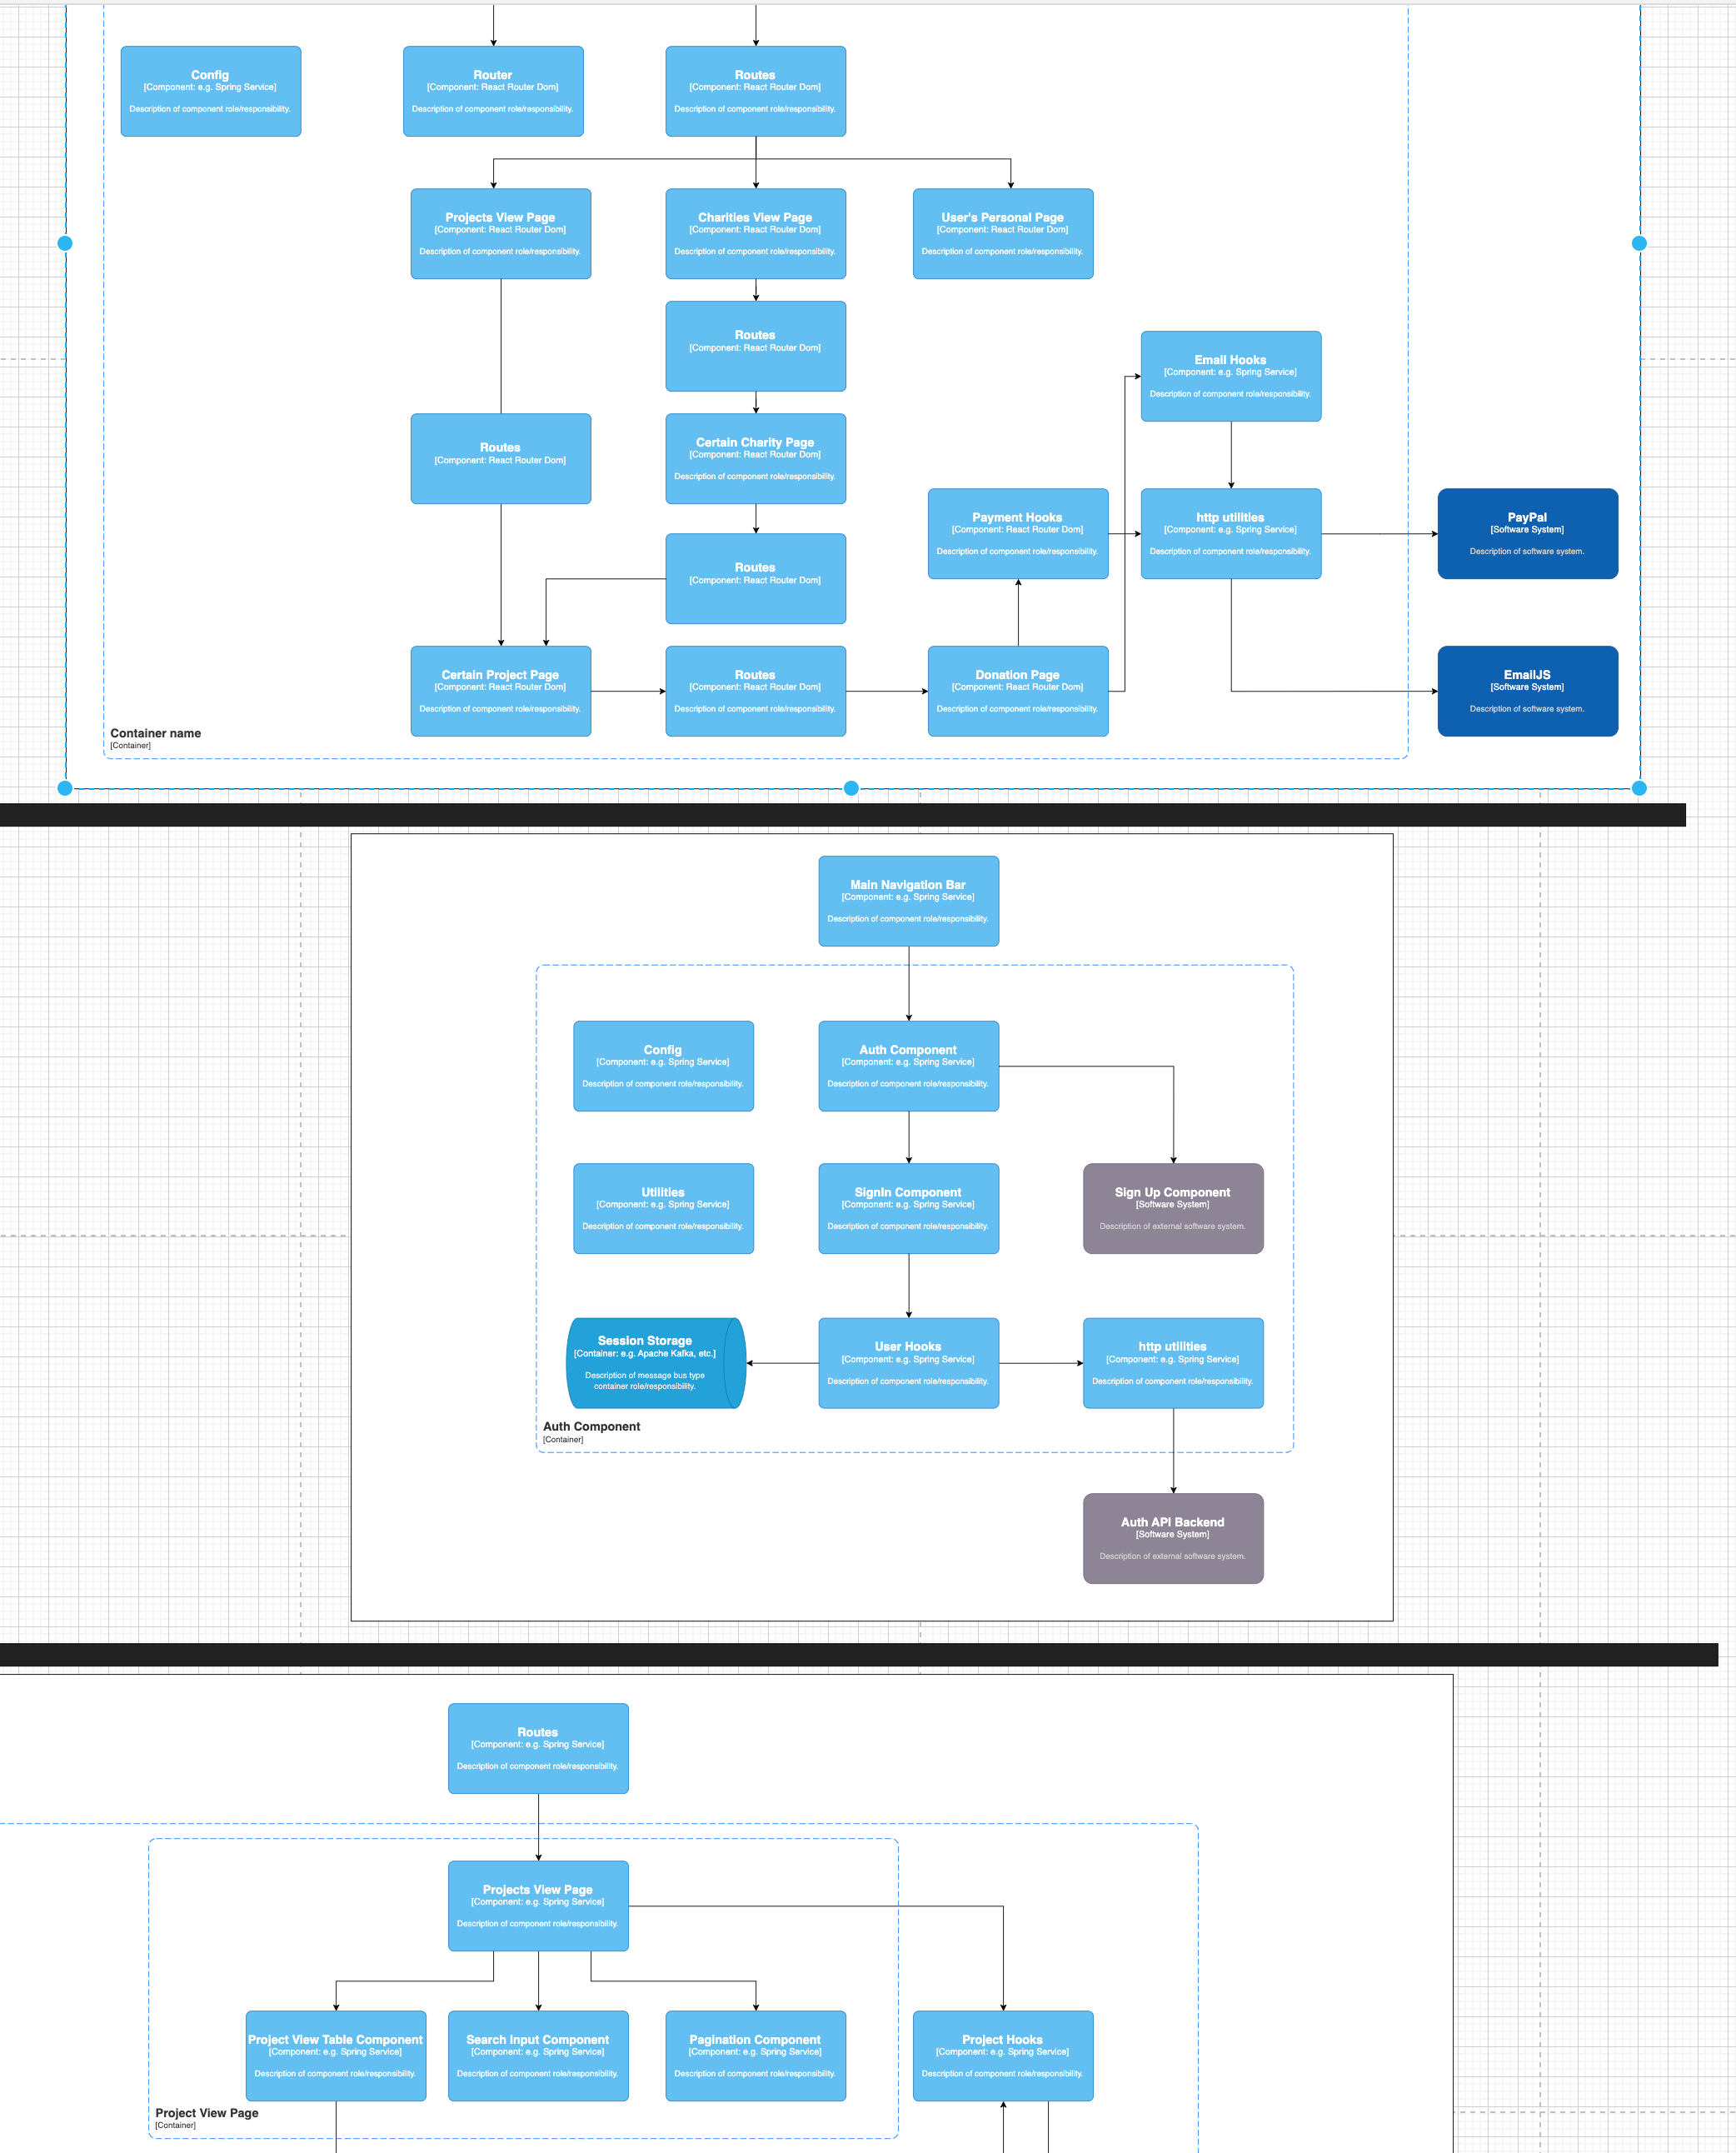 Config
[Component: e.g. Spring Service]
Description of component role/responsibility.
Router
[Component: React Router Dom]
Description of component role/responsibility.
Routes
[Component: React Router Dom]
Description of component role/responsibility.
Projects View Page
[Component: React Router Dom]
Description of component role/responsibility.
Charities View Page
[Component: React Router Dom]
Description of component role/responsibility.
User's Personal Page
[Component: React Router Dom]
Description of component role/responsibility.
Routes
[Component: React Router Dom]
Email Hooks
[Component: e.g. Spring Service]
Description of component role/responsibility.
Routes
[Component: React Router Dom]
Certain Charity Page
[Component: React Router Dom]
Description of component role/responsibility.
Payment Hooks
[Component: React Router Dom]
Description of component role/responsibility.
http utilities
[Component: e.g. Spring Service]
Description of component role/responsibility.
PayPal
[Software System]
Description of software system.
Routes
[Component: React Router Dom]
Certain Project Page
[Component: React Router Dom]
Description of component role/responsibility.
Routes
[Component: React Router Dom]
Description of component role/responsibility.
Donation Page
[Component: React Router Dom]
Description of component role/responsibility.
EmailJS
[Software System]
Description of software system.
Container name
[Container]
Main Navigation Bar
[Component: e.g. Spring Service]
Description of component role/responsibility.
Config
[Component: e.g. Spring Service]
Description of component role/responsibility.
Auth Component
[Component: e.g. Spring Service]
Description of component role/responsibility.
Utilities
[Component: e.g. Spring Service]
Description of component role/responsibility.
SignIn Component
[Component: e.g. Spring Service]
Description of component role/responsibility.
Sign Up Component
[Software System]
Description of external software system.
Session Storage
[Container: e.g. Apache Kafka, etc.]
Description of message bus type
container role/responsibility.
User Hooks
[Component: e.g. Spring Service]
Description of component role/responsibility.
http utilities
[Component: e.g. Spring Service]
Description of component role/responsibility.
Auth Component
[Container]
Auth API Backend
[Software System]
Description of external software system.
Routes
[Component: e.g. Spring Service]
Description of component role/responsibility.
Projects View Page
[Component: e.g. Spring Service]
Description of component role/responsibility.
Project View Table Component
[Component: e.g. Spring Service]
Description of component role/responsibility.
Search input Component
[Component: e.g. Spring Service]
Description of component role/responsibility.
Pagination Component
[Component: e.g. Spring Service]
Description of component role/responsibility.
Project Hooks
[Component: e.g. Spring Service]
Description of component role/responsibility.
Project View Page
[Container]